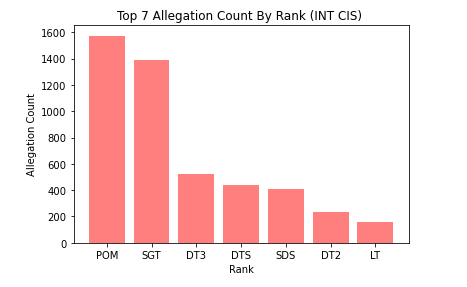 Top 7 Allegation Count By Rank (INT CIS)
Allegation Count
1600
1400
1200
1000
800
600
400
200
0
POM SGT DT3 DTS SDS DT2 LT
Rank